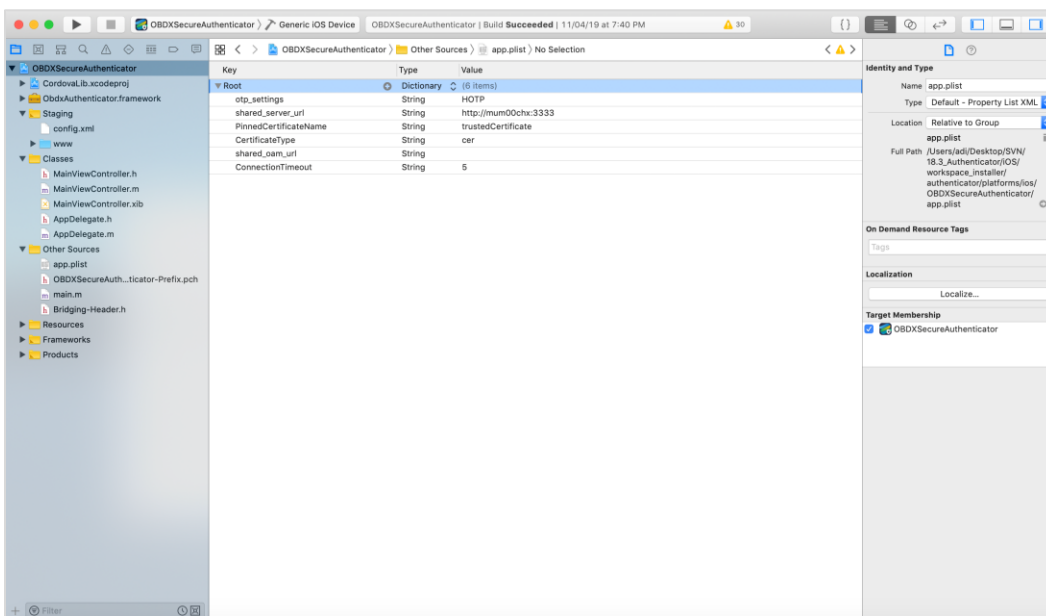 OBDXSecureAuthenticator 〉 Generic iOS Device
OBDXSecureAuthenticator | Build Succeeded | 11/04/19 at 7:40 PM
30
{ }
OBDXSecureAuthenticator 〉 Other Sources 〉 app.plist 〉 No Selection
OBDXSecureAuthenticator
CordovaLib.xcodeproj
ObdxAuthenticator.framework
Staging
config.xml
www
Classes
MainViewController.h
MainViewController.m
MainViewController.xib
AppDelegate.h
AppDelegate.m
Other Sources
app.plist
OBDXSecureAuth...ticator-Prefix.pch
main.m
Bridging-Header.h
Resources
Frameworks
Products
Filter
Key Type Value
Root Dictionary (6 items)
otp_settings String HOTP
shared_server_url String http://mum00chx:3333
PinnedCertificateName String trustedCertificate
CertificateType String cer
shared_oam_url String
ConnectionTimeout String 5
Identity and Type
Name app.plist
Type Default - Property List XML
Location Relative to Group
app.plist
Full Path /Users/adi/Desktop/SVN/
18.3_Authenticator/iOS/
workspace_installer/
authenticator/platforms/ios/
OBDXSecureAuthenticator/
app.plist
On Demand Resource Tags
Tags
Localization
Localize...
Target Membership
OBDXSecureAuthenticator